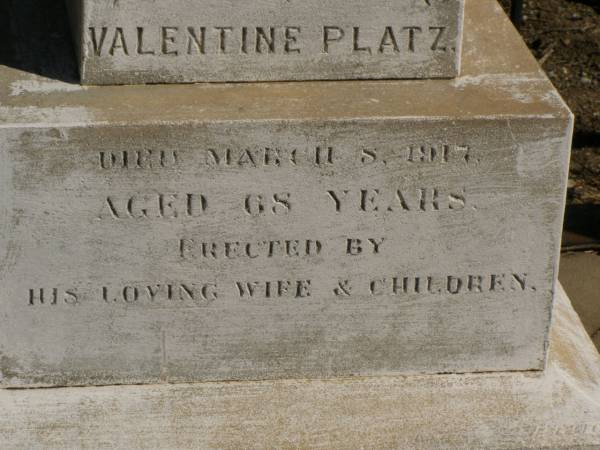 VALENTINE PLATZ.
DIED MARCH 8, 1917.
AGED 68 YEARS.
ERECTED BY
HIS LOVING WIFE & CHILDREN.